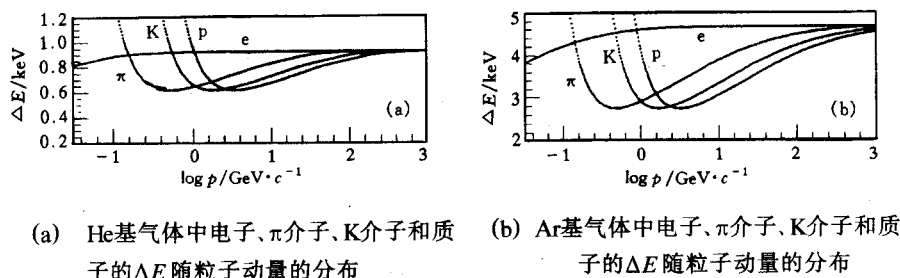 1.2
1.0
0.8
0.6
0.4
0.2
ΔE/keV
K
p
e
π
(a)
-1
0
1
2
3
log p/GeV·c⁻¹
5
4
3
2
ΔE/keV
K
p
e
π
(b)
-1
0
1
2
3
log p/GeV·c⁻¹
(a) He基气体中电子、π介子、K介子和质
子的ΔE随粒子动量的分布
(b) Ar基气体中电子、π介子、K介子和质
子的ΔE随粒子动量的分布